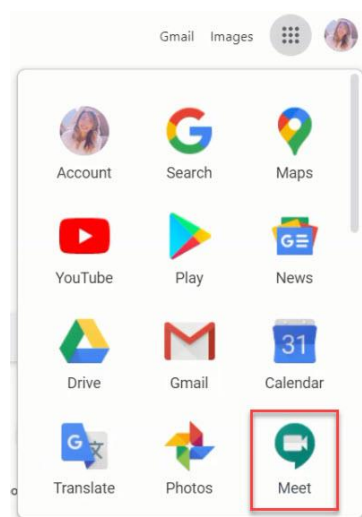 Gmail Images
Account Search Maps
YouTube Play News
G
31
Drive Gmail Calendar
G
Translate Photos Meet